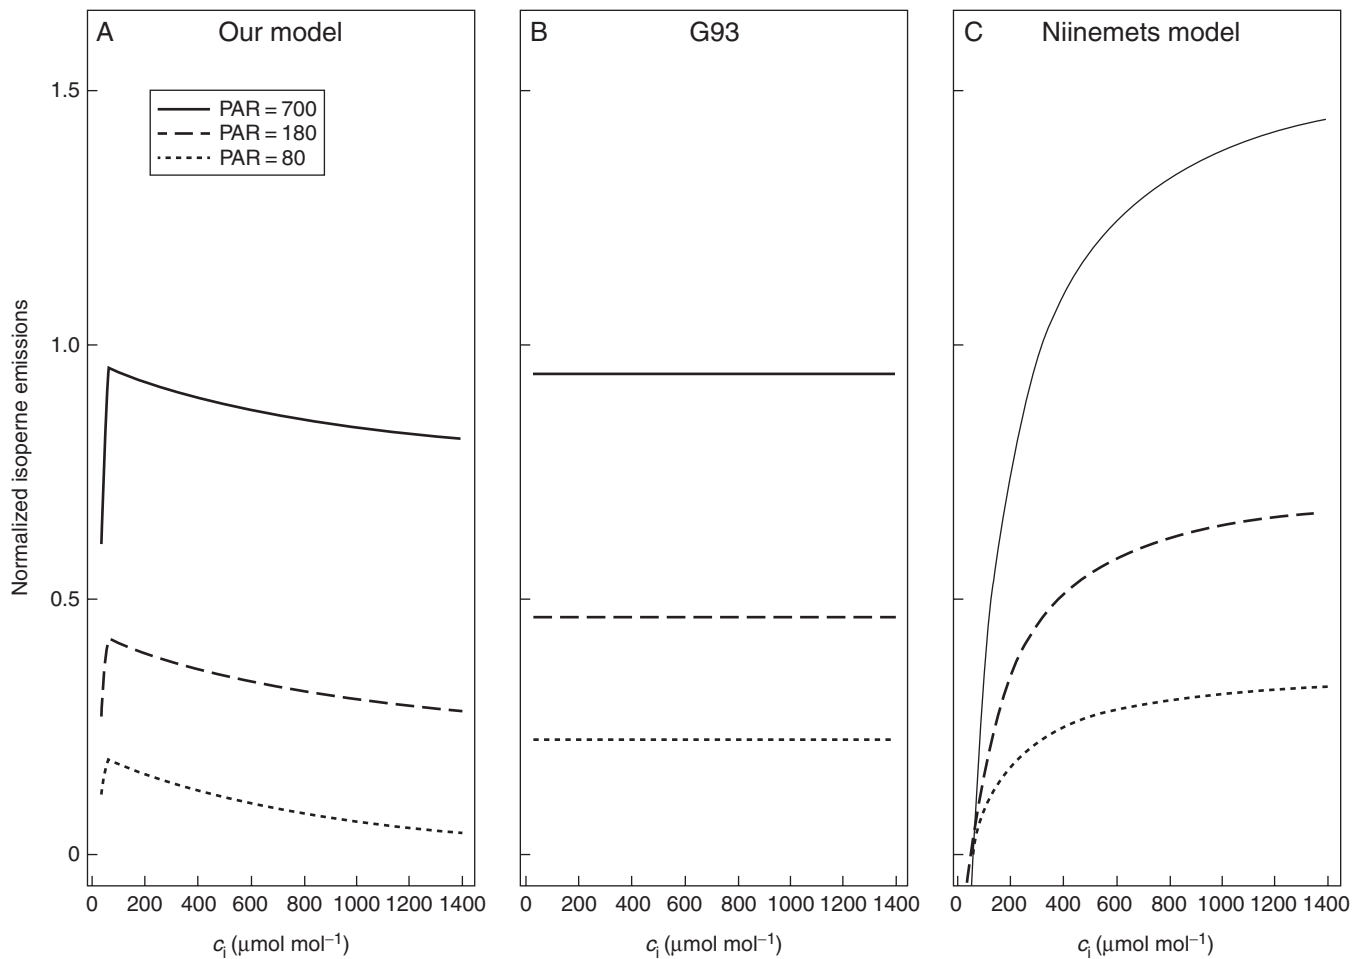 A Our model
PAR = 700
PAR = 180
PAR = 80
Normalized isoperne emissions
1.5
1.0
0.5
0
0 200 400 600 800 1000 1200 1400
cᵢ (μmol mol⁻¹)
B G93
0 200 400 600 800 1000 1200 1400
cᵢ (μmol mol⁻¹)
C Niinemets model
0 200 400 600 800 1000 1200 1400
cᵢ (μmol mol⁻¹)